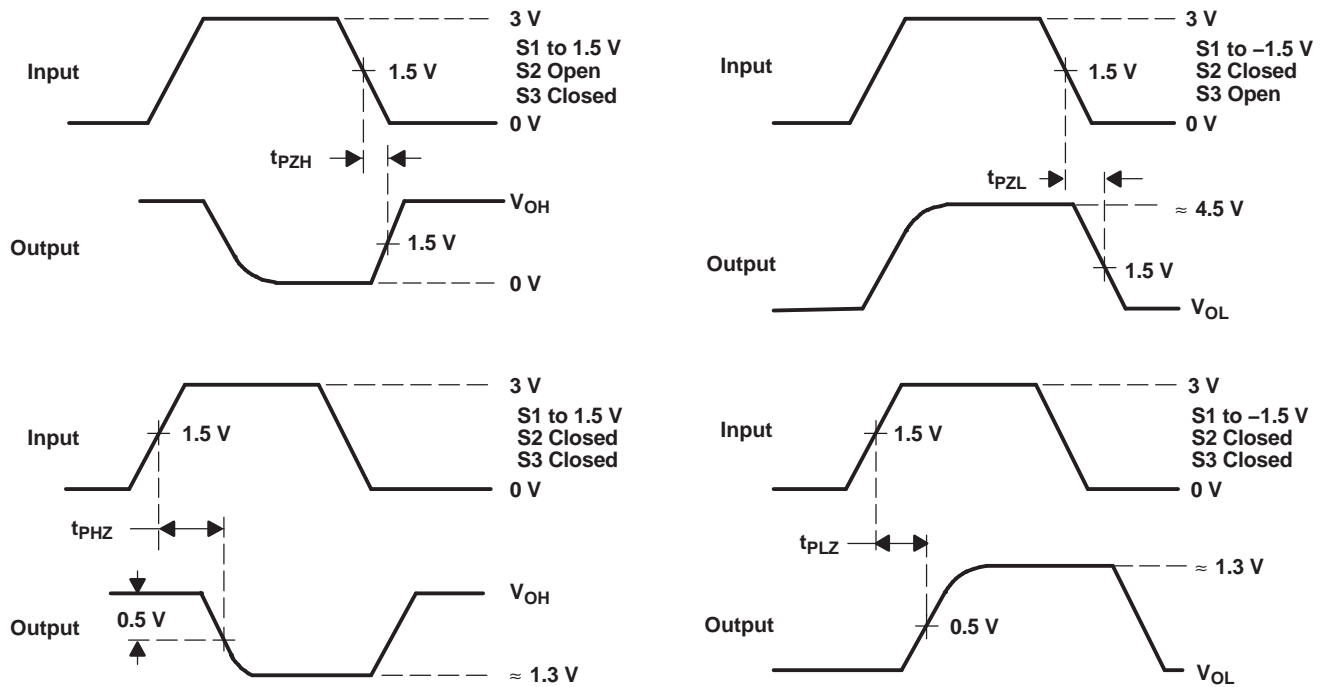 3 V
S1 to 1.5 V
S2 Open
S3 Closed
Input
1.5 V
0 V
tPZH
VOH
Output
1.5 V
0 V
3 V
S1 to –1.5 V
S2 Closed
S3 Open
Input
1.5 V
0 V
tPZL
≈ 4.5 V
Output
1.5 V
VOL
3 V
S1 to 1.5 V
S2 Closed
S3 Closed
Input
1.5 V
0 V
tPHZ
VOH
0.5 V
Output
≈ 1.3 V
3 V
S1 to –1.5 V
S2 Closed
S3 Closed
Input
1.5 V
0 V
tPLZ
≈ 1.3 V
Output
0.5 V
VOL